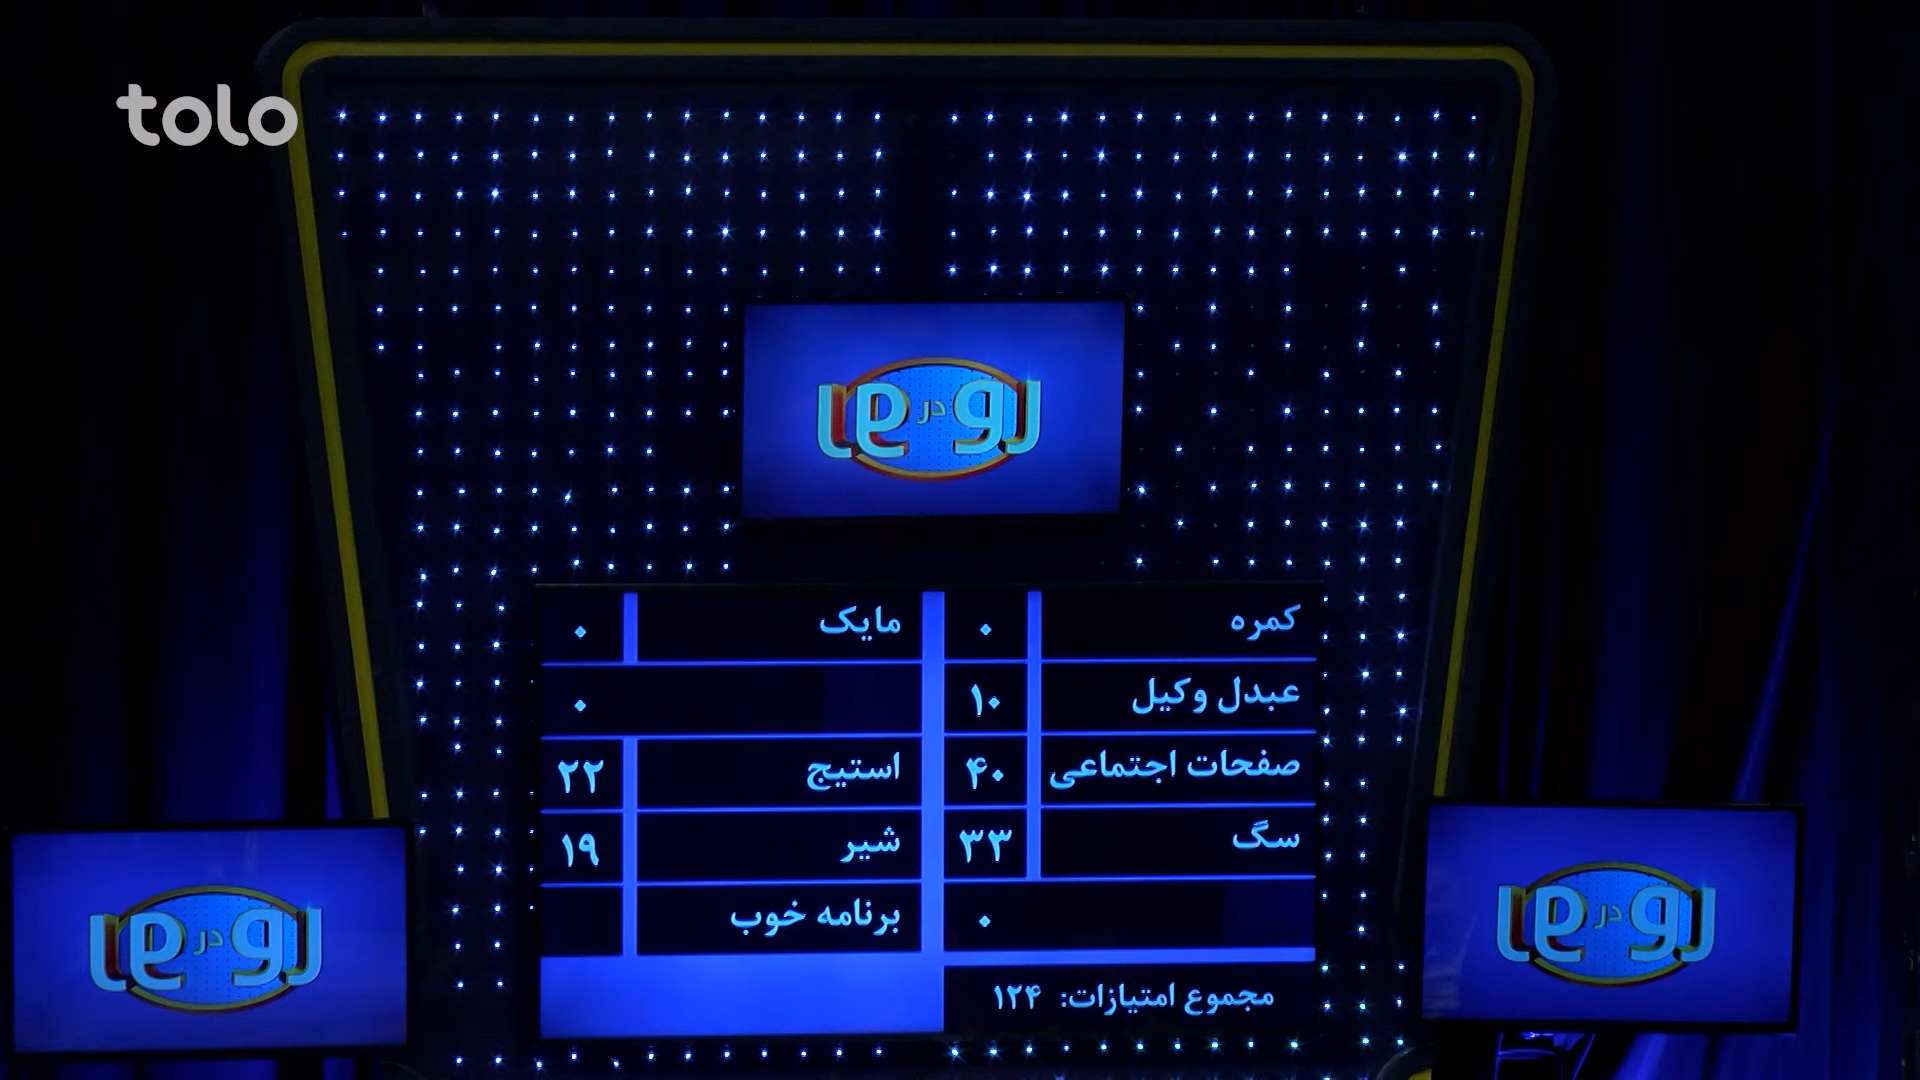 tolo
رو در رو
کمره ۰
مایک ۰
عبدل وکیل ۱۰
۰
صفحات اجتماعی ۴۰
استیج ۲۲
سگ ۳۳
شیر ۱۹
۰
برنامه خوب
مجموع امتیازات: ۱۲۴
رو در رو
رو در رو